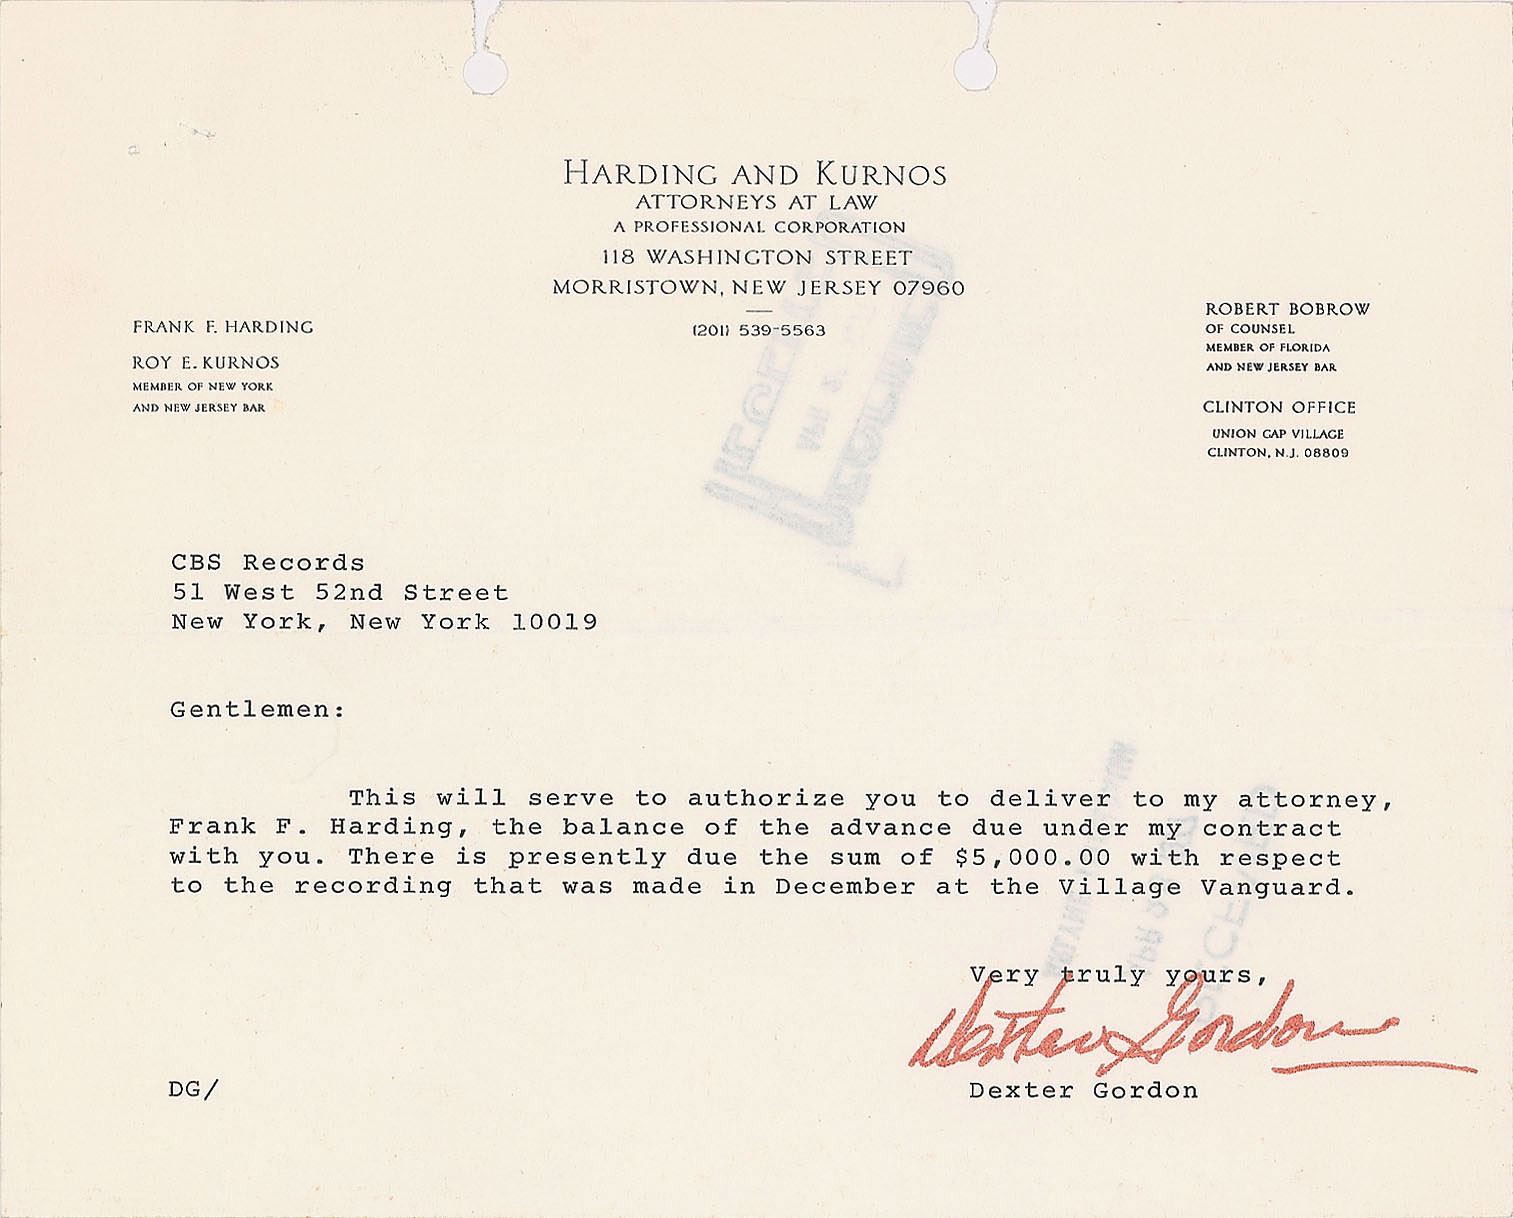 HARDING AND KURNOS
ATTORNEYS AT LAW
A PROFESSIONAL CORPORATION
118 WASHINGTON STREET
MORRISTOWN, NEW JERSEY 07960
(201) 539-5563
FRANK F. HARDING
ROY E. KURNOS
MEMBER OF NEW YORK
AND NEW JERSEY BAR
ROBERT BOBROW
OF COUNSEL
MEMBER OF FLORIDA
AND NEW JERSEY BAR
CLINTON OFFICE
UNION GAP VILLAGE
CLINTON, N.J. 08809
CBS Records
51 West 52nd Street
New York, New York 10019
Gentlemen:
This will serve to authorize you to deliver to my attorney,
Frank F. Harding, the balance of the advance due under my contract
with you. There is presently due the sum of $5,000.00 with respect
to the recording that was made in December at the Village Vanguard.
Very truly yours,
Dexter Gordon
Dexter Gordon
DG/